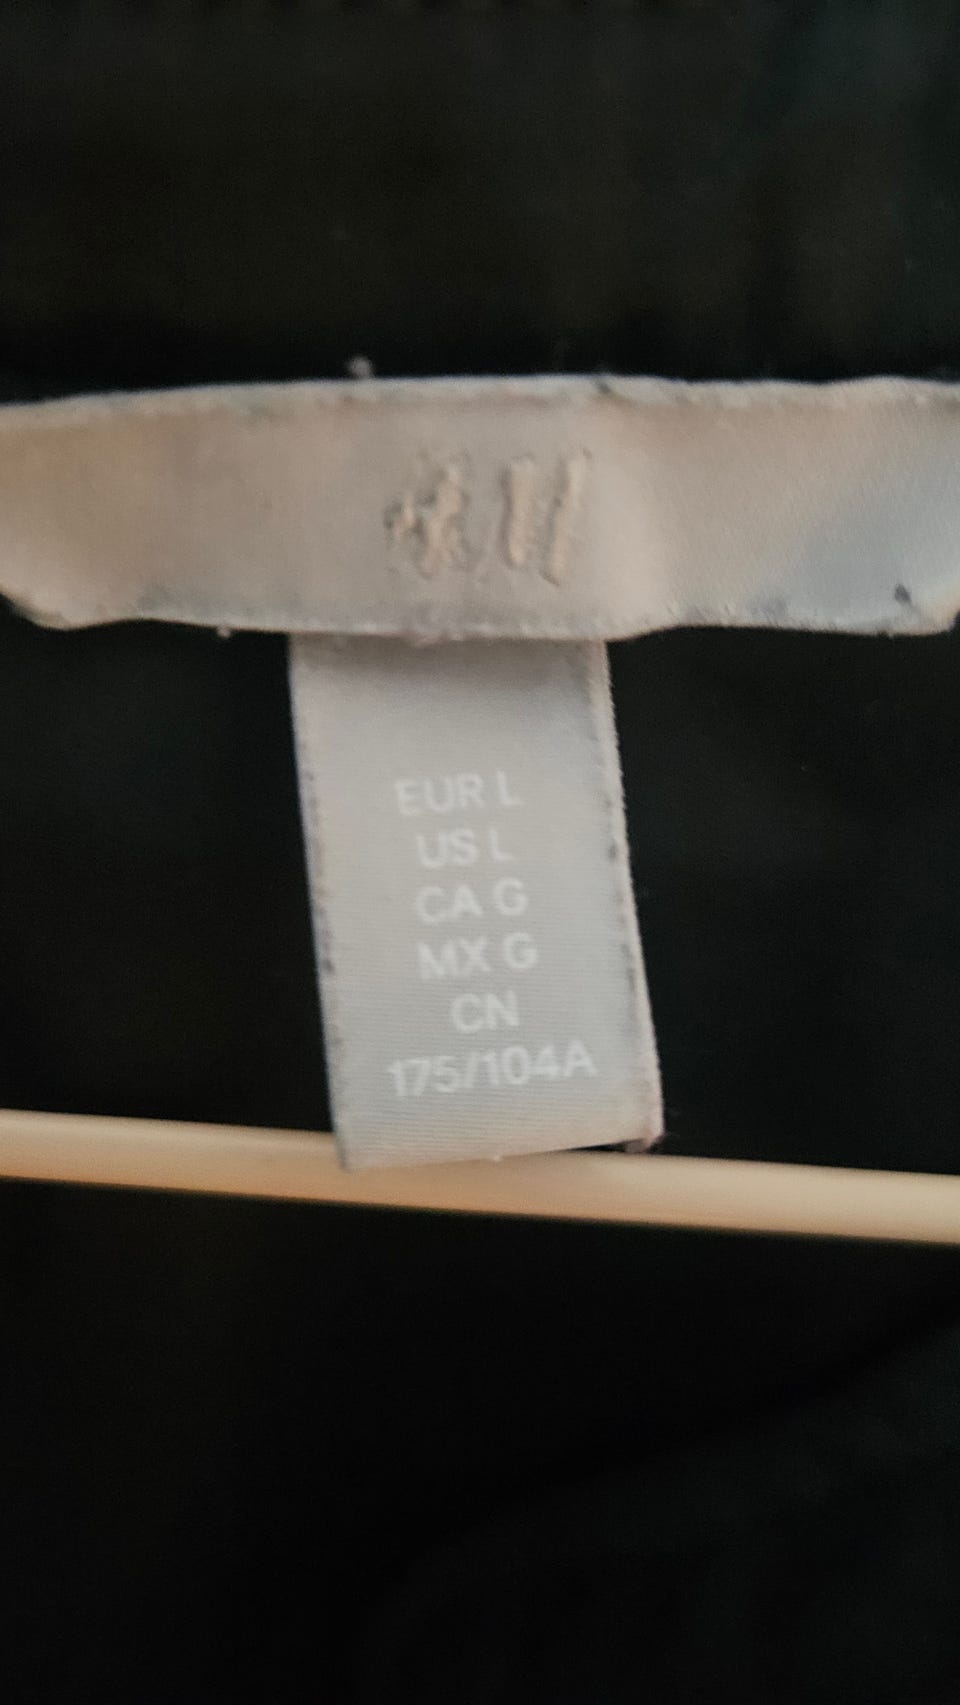 EUR L
US L
CA G
MX G
CN
175/104A